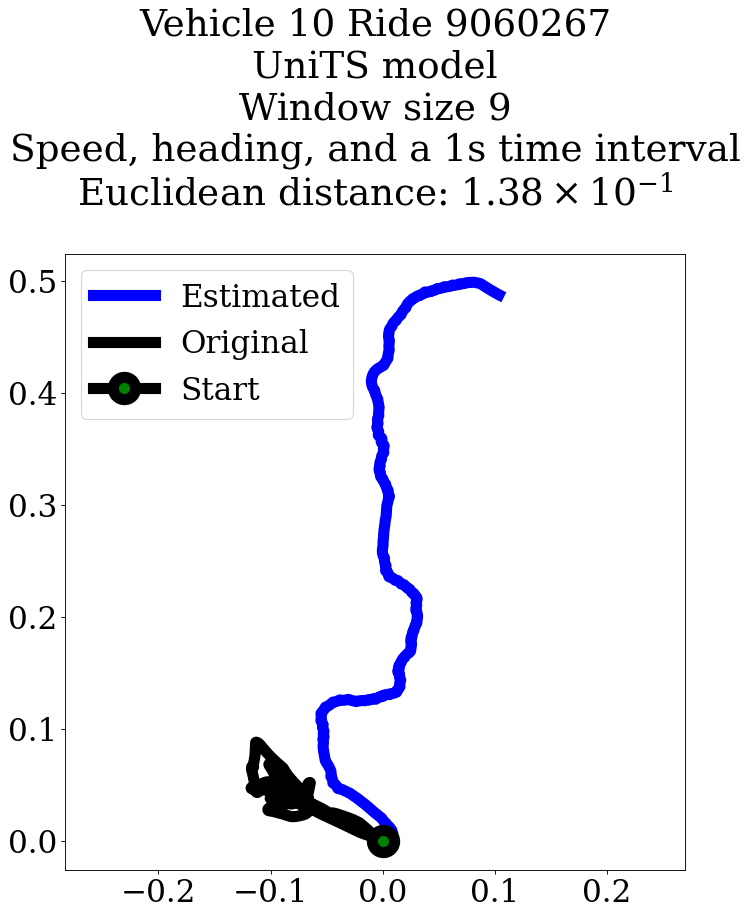 Vehicle 10 Ride 9060267
UniTS model
Window size 9
Speed, heading, and a 1s time interval
Euclidean distance: 1.38 × 10⁻¹
Estimated
Original
Start
0.5
0.4
0.3
0.2
0.1
0.0
−0.2
−0.1
0.0
0.1
0.2